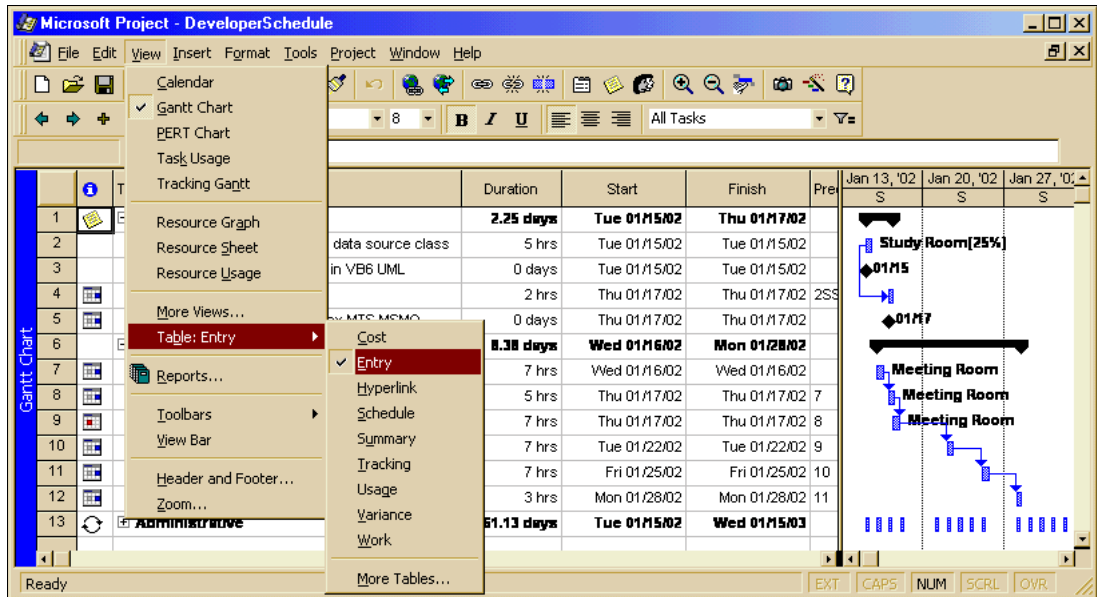 Microsoft Project - DeveloperSchedule
File Edit View Insert Format Tools Project Window Help
8 B I U All Tasks
Calendar
Gantt Chart
PERT Chart
Task Usage
Tracking Gantt
Resource Graph
Resource Sheet
Resource Usage
More Views...
Table: Entry
Reports...
Toolbars
View Bar
Header and Footer...
Zoom...
Cost
Entry
Hyperlink
Schedule
Summary
Tracking
Usage
Variance
Work
More Tables...
Duration Start Finish Pre Jan 13, '02 Jan 20, '02 Jan 27, '02
S S S
1 2.25 days Tue 01/15/02 Thu 01/17/02
2 data source class 5 hrs Tue 01/15/02 Tue 01/15/02 Study Room[25%]
3 in VB6 UML 0 days Tue 01/15/02 Tue 01/15/02 01/15
4 2 hrs Thu 01/17/02 Thu 01/17/02 2SS
5 MTS MSMQ 0 days Thu 01/17/02 Thu 01/17/02 01/17
6 8.38 days Wed 01/16/02 Mon 01/28/02
7 7 hrs Wed 01/16/02 Wed 01/16/02 Meeting Room
8 5 hrs Thu 01/17/02 Thu 01/17/02 7 Meeting Room
9 7 hrs Thu 01/17/02 Thu 01/17/02 8 Meeting Room
10 7 hrs Tue 01/22/02 Tue 01/22/02 9
11 7 hrs Fri 01/25/02 Fri 01/25/02 10
12 3 hrs Mon 01/28/02 Mon 01/28/02 11
13 Administrative 61.13 days Tue 01/15/02 Wed 01/15/03
Gantt Chart
Ready EXT CAPS NUM SCRL OVR